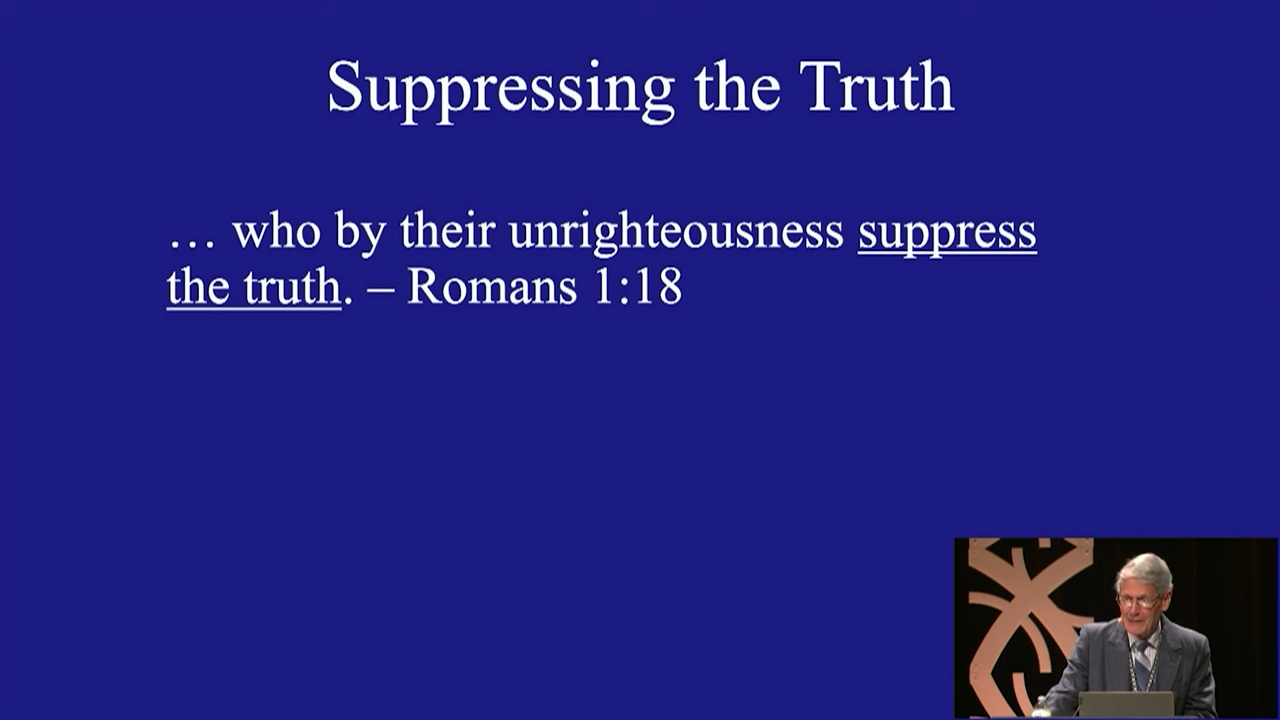 Suppressing the Truth
… who by their unrighteousness suppress
the truth. – Romans 1:18